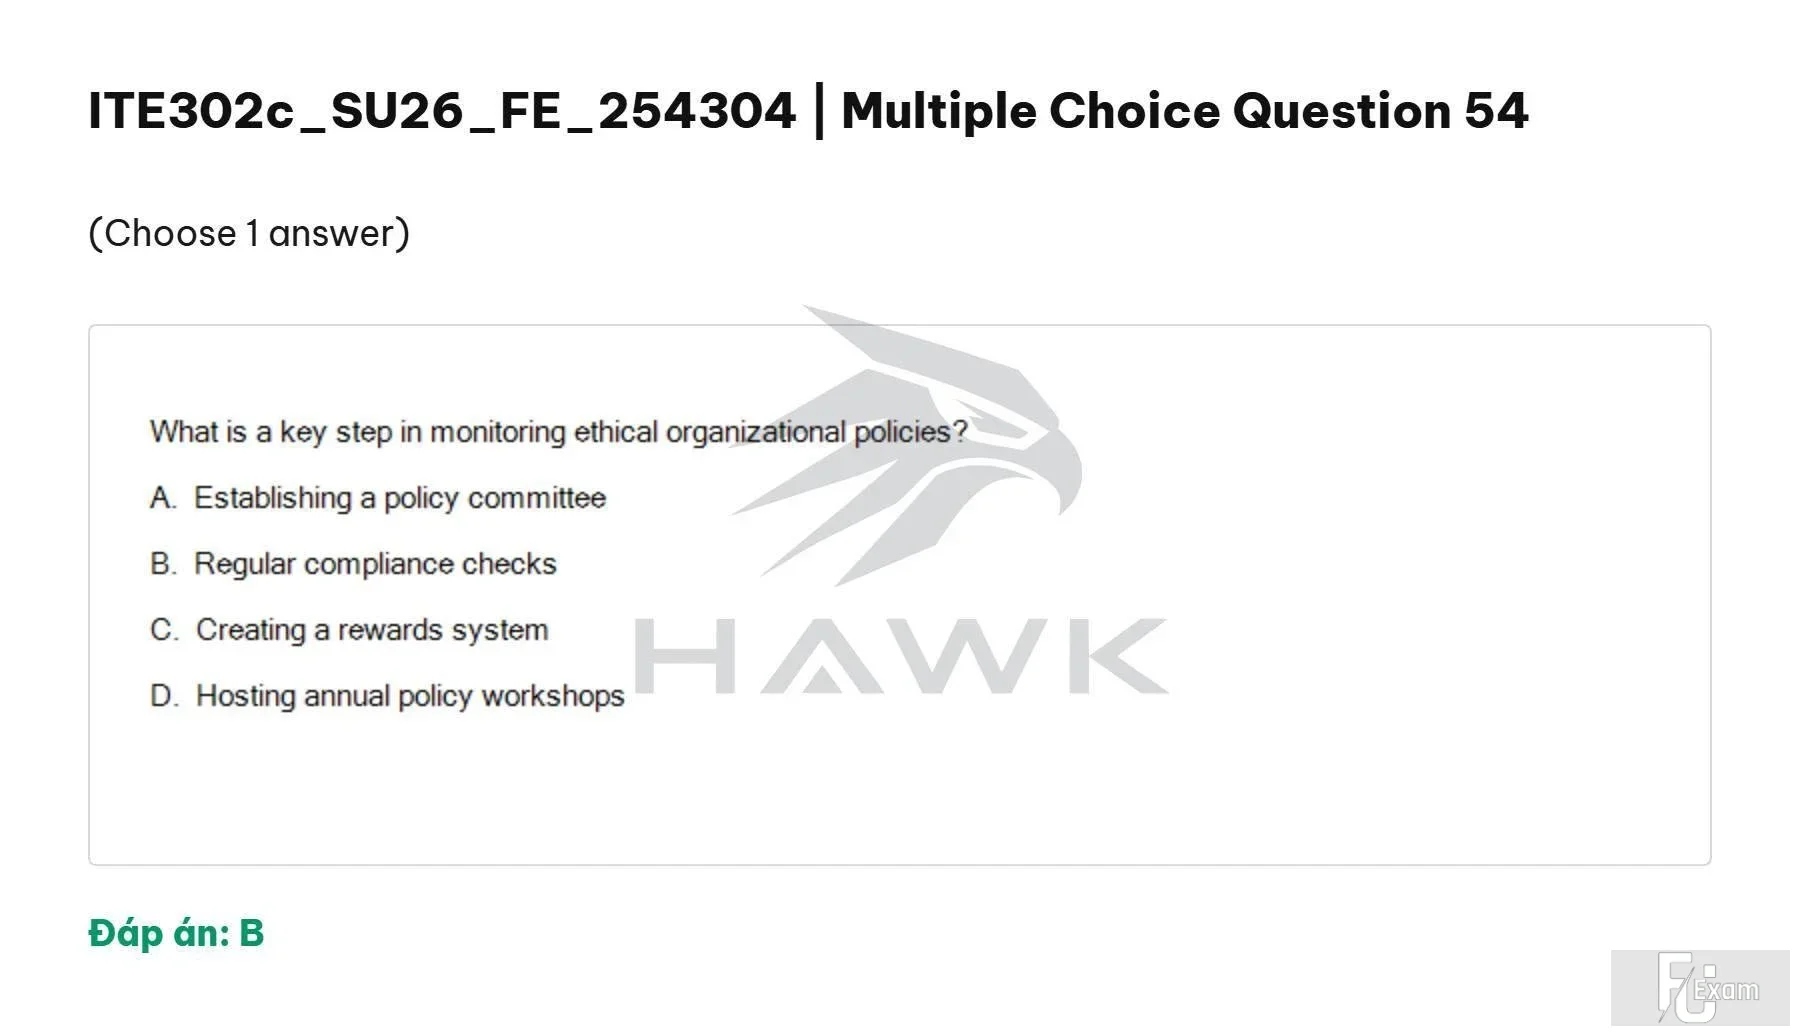 ITE302c_SU26_FE_254304 | Multiple Choice Question 54
(Choose 1 answer)
What is a key step in monitoring ethical organizational policies?
A. Establishing a policy committee
B. Regular compliance checks
C. Creating a rewards system
D. Hosting annual policy workshops
HAWK
Đáp án: B
FU Exam